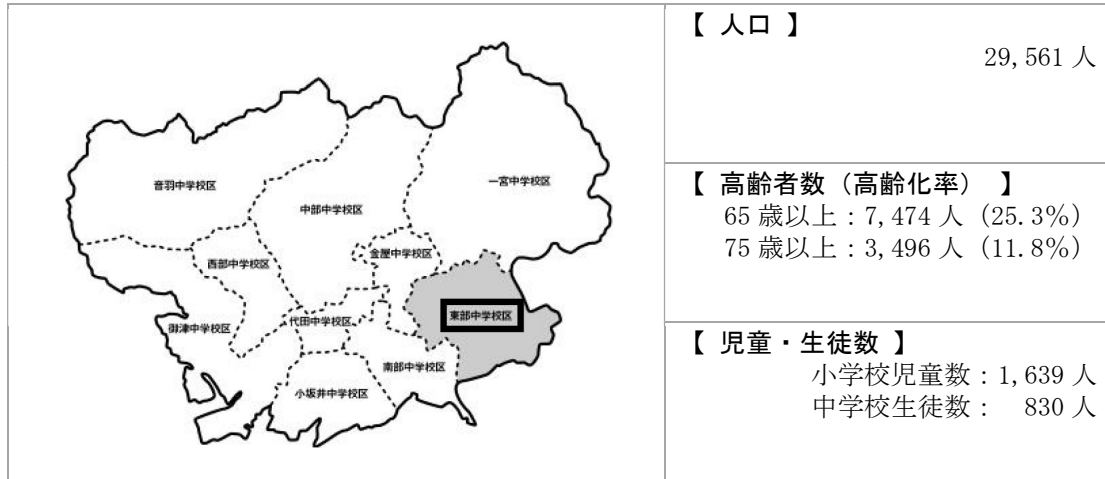 音羽中学校区
一宮中学校区
中部中学校区
金屋中学校区
西部中学校区
東部中学校区
代田中学校区
御津中学校区
南部中学校区
小坂井中学校区
【 人口 】
29,561 人
【 高齢者数（高齢化率） 】
65 歳以上：7,474 人（25.3%）
75 歳以上：3,496 人（11.8%）
【 児童・生徒数 】
小学校児童数：1,639 人
中学校生徒数： 830 人